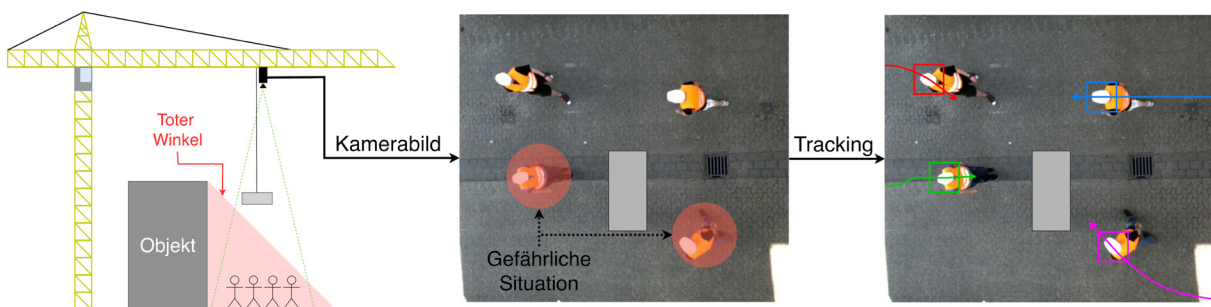 Toter
Winkel
Objekt
Kamerabild
Gefährliche
Situation
Tracking